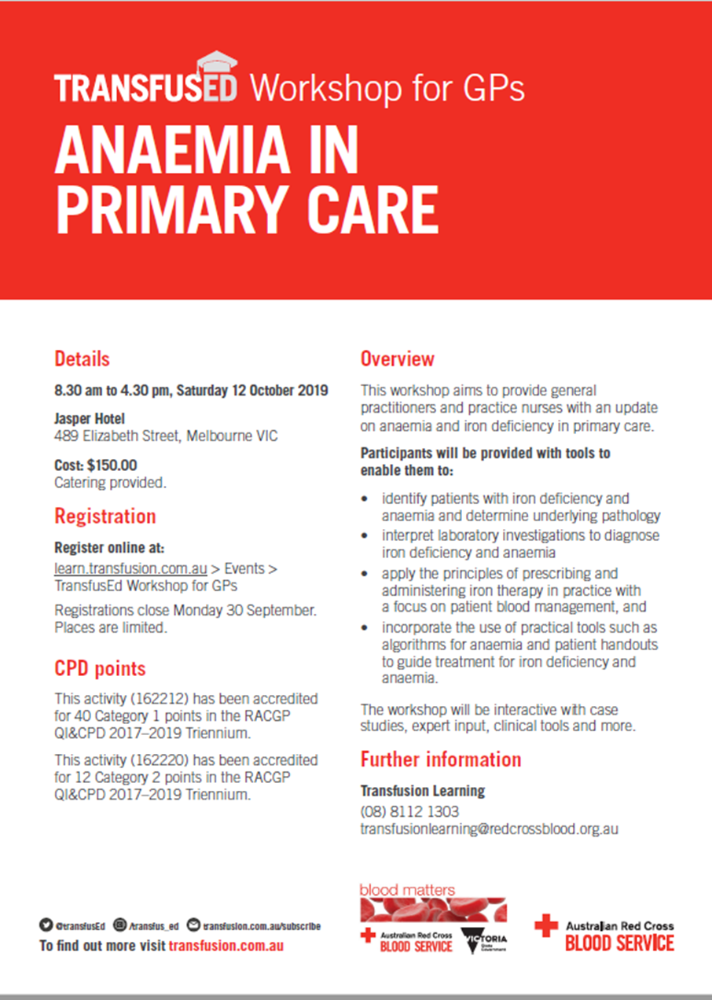 TRANSFUSED Workshop for GPs
ANAEMIA IN
PRIMARY CARE
Details
8.30 am to 4.30 pm, Saturday 12 October 2019
Jasper Hotel
489 Elizabeth Street, Melbourne VIC
Cost: $150.00
Catering provided.
Registration
Register online at:
learn.transfusion.com.au > Events >
TransfusEd Workshop for GPs
Registrations close Monday 30 September.
Places are limited.
CPD points
This activity (162212) has been accredited
for 40 Category 1 points in the RACGP
QI&CPD 2017–2019 Triennium.
This activity (162220) has been accredited
for 12 Category 2 points in the RACGP
QI&CPD 2017–2019 Triennium.
Overview
This workshop aims to provide general
practitioners and practice nurses with an update
on anaemia and iron deficiency in primary care.
Participants will be provided with tools to
enable them to:
• identify patients with iron deficiency and
anaemia and determine underlying pathology
• interpret laboratory investigations to diagnose
iron deficiency and anaemia
• apply the principles of prescribing and
administering iron therapy in practice with
a focus on patient blood management, and
• incorporate the use of practical tools such as
algorithms for anaemia and patient handouts
to guide treatment for iron deficiency and
anaemia.
The workshop will be interactive with case
studies, expert input, clinical tools and more.
Further information
Transfusion Learning
(08) 8112 1303
transfusionlearning@redcrossblood.org.au
@transfusEd /transfus_ed transfusion.com.au/subscribe
To find out more visit transfusion.com.au
blood matters
Australian Red Cross
BLOOD SERVICE
VICTORIA
State
Government
Australian Red Cross
BLOOD SERVICE